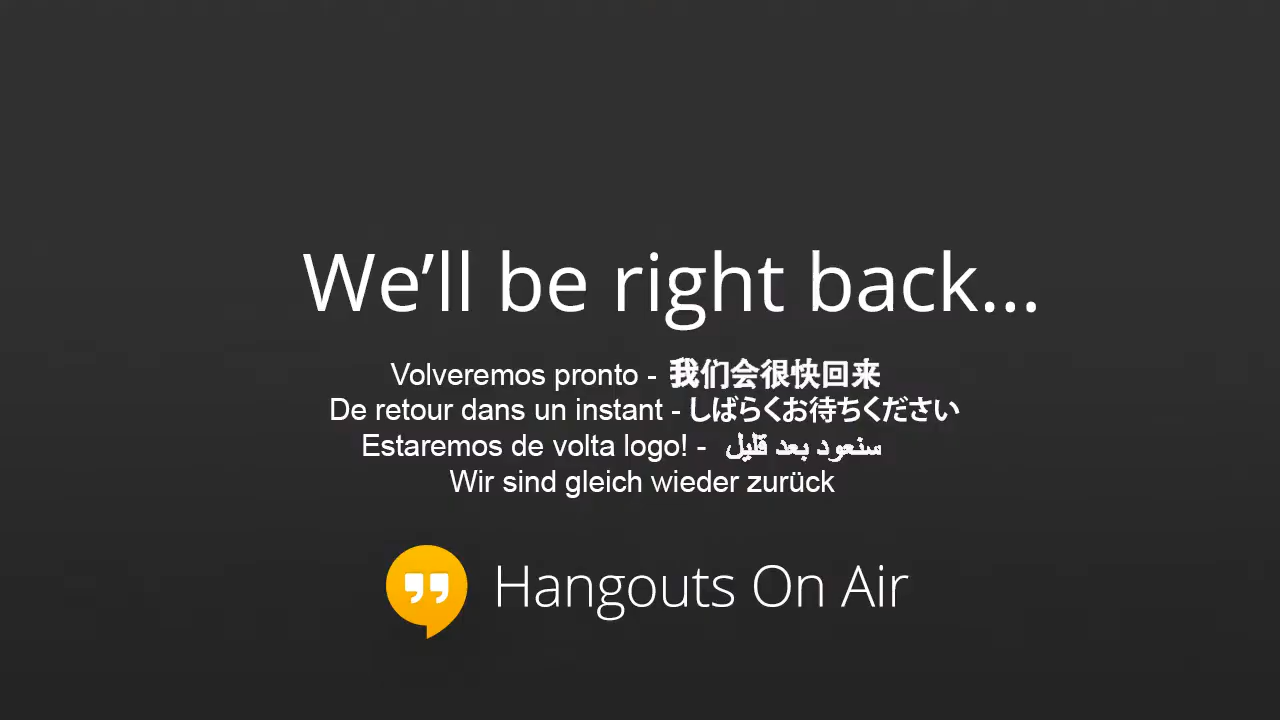 We’ll be right back...
Volveremos pronto - 我们会很快回来
De retour dans un instant - しばらくお待ちください
Estaremos de volta logo! - سنعود بعد قليل
Wir sind gleich wieder zurück
Hangouts On Air